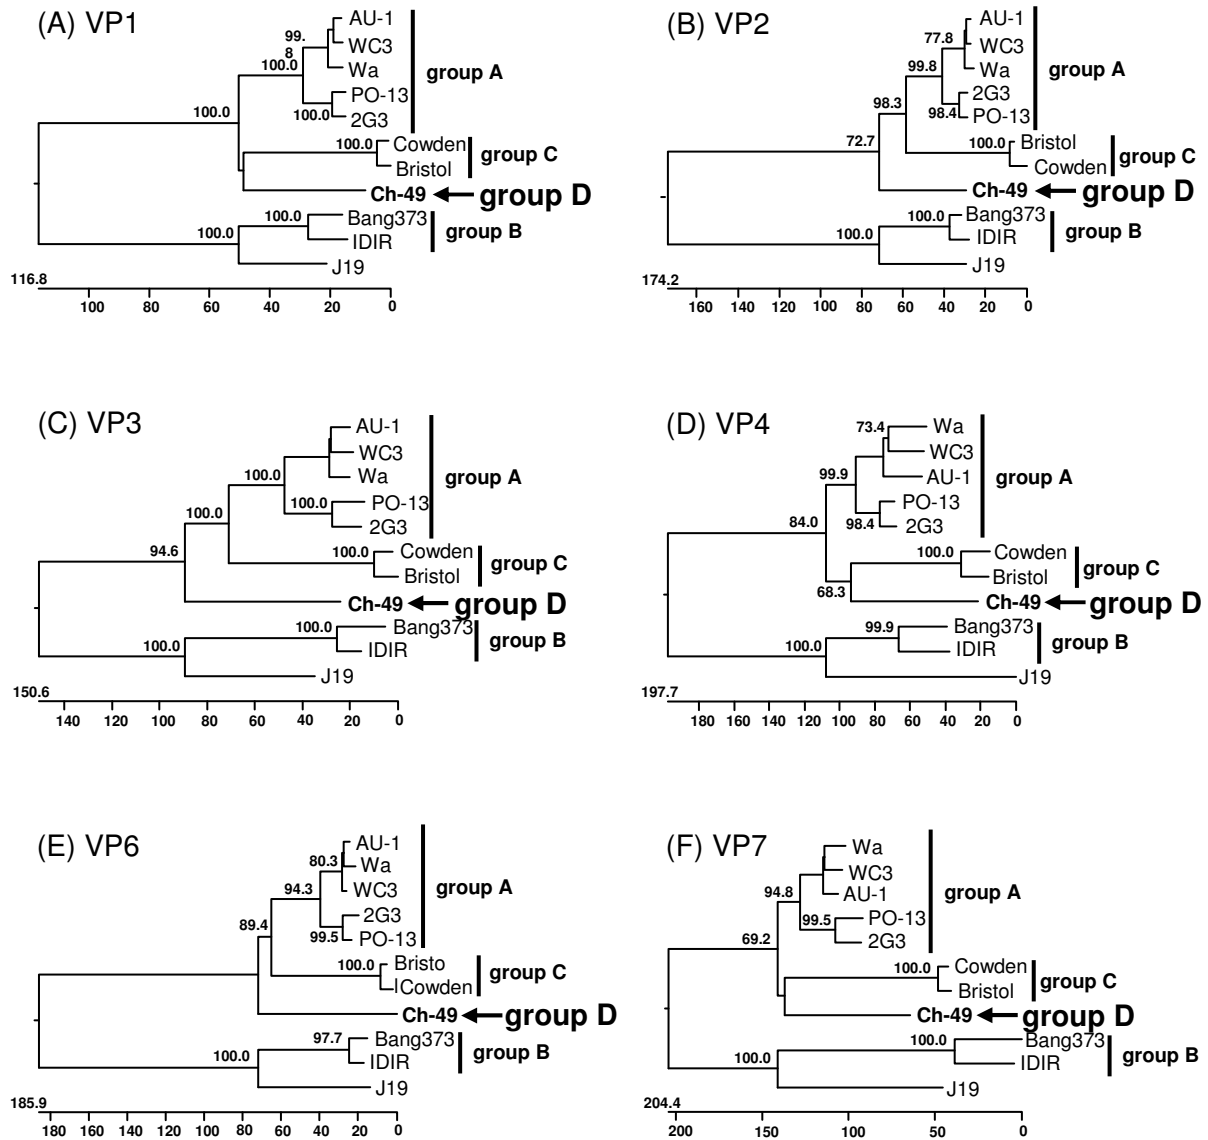 (A) VP1
AU-1
99.
8
WC3
Wa
100.0
group A
PO-13
100.0
2G3
100.0
Cowden
100.0
Bristol
group C
Ch-49
group D
Bang373
100.0
IDIR
group B
100.0
J19
116.8
100 80 60 40 20 0
(B) VP2
AU-1
77.8
WC3
Wa
99.8
group A
2G3
98.4
PO-13
98.3
Bristol
100.0
Cowden
group C
72.7
Ch-49
group D
Bang373
100.0
IDIR
group B
100.0
J19
174.2
160 140 120 100 80 60 40 20 0
(C) VP3
AU-1
WC3
Wa
100.0
group A
PO-13
100.0
2G3
100.0
Cowden
100.0
Bristol
group C
94.6
Ch-49
group D
Bang373
100.0
IDIR
group B
100.0
J19
150.6
140 120 100 80 60 40 20 0
(D) VP4
Wa
73.4
WC3
AU-1
99.9
group A
PO-13
98.4
2G3
84.0
Cowden
100.0
Bristol
group C
68.3
Ch-49
group D
Bang373
99.9
IDIR
group B
100.0
J19
197.7
180 160 140 120 100 80 60 40 20 0
(E) VP6
AU-1
80.3
Wa
WC3
94.3
group A
2G3
99.5
PO-13
89.4
Bristo
100.0
lCowden
group C
Ch-49
group D
Bang373
97.7
IDIR
group B
100.0
J19
185.9
180 160 140 120 100 80 60 40 20 0
(F) VP7
Wa
WC3
AU-1
94.8
group A
PO-13
99.5
2G3
69.2
Cowden
100.0
Bristol
group C
Ch-49
group D
Bang373
100.0
IDIR
group B
100.0
J19
204.4
200 150 100 50 0